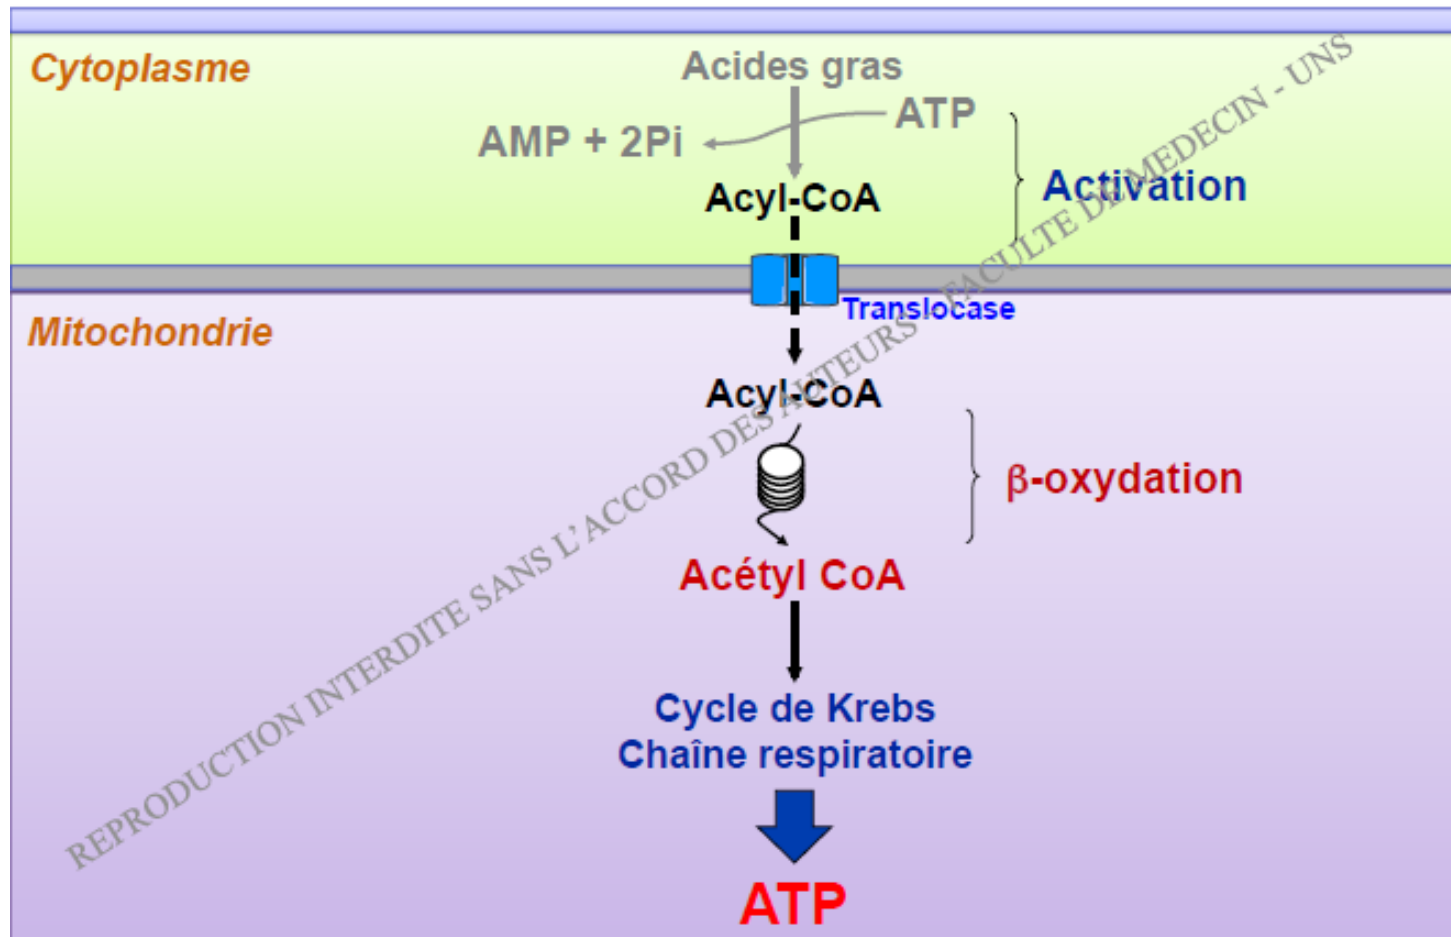 Cytoplasme
Acides gras
ATP
AMP + 2Pi
Activation
Acyl-CoA
Translocase
Mitochondrie
Acyl-CoA
β-oxydation
Acétyl CoA
Cycle de Krebs
Chaîne respiratoire
ATP
REPRODUCTION INTERDITE SANS L'ACCORD DES AUTEURS - FACULTE DE MEDECIN - UNS